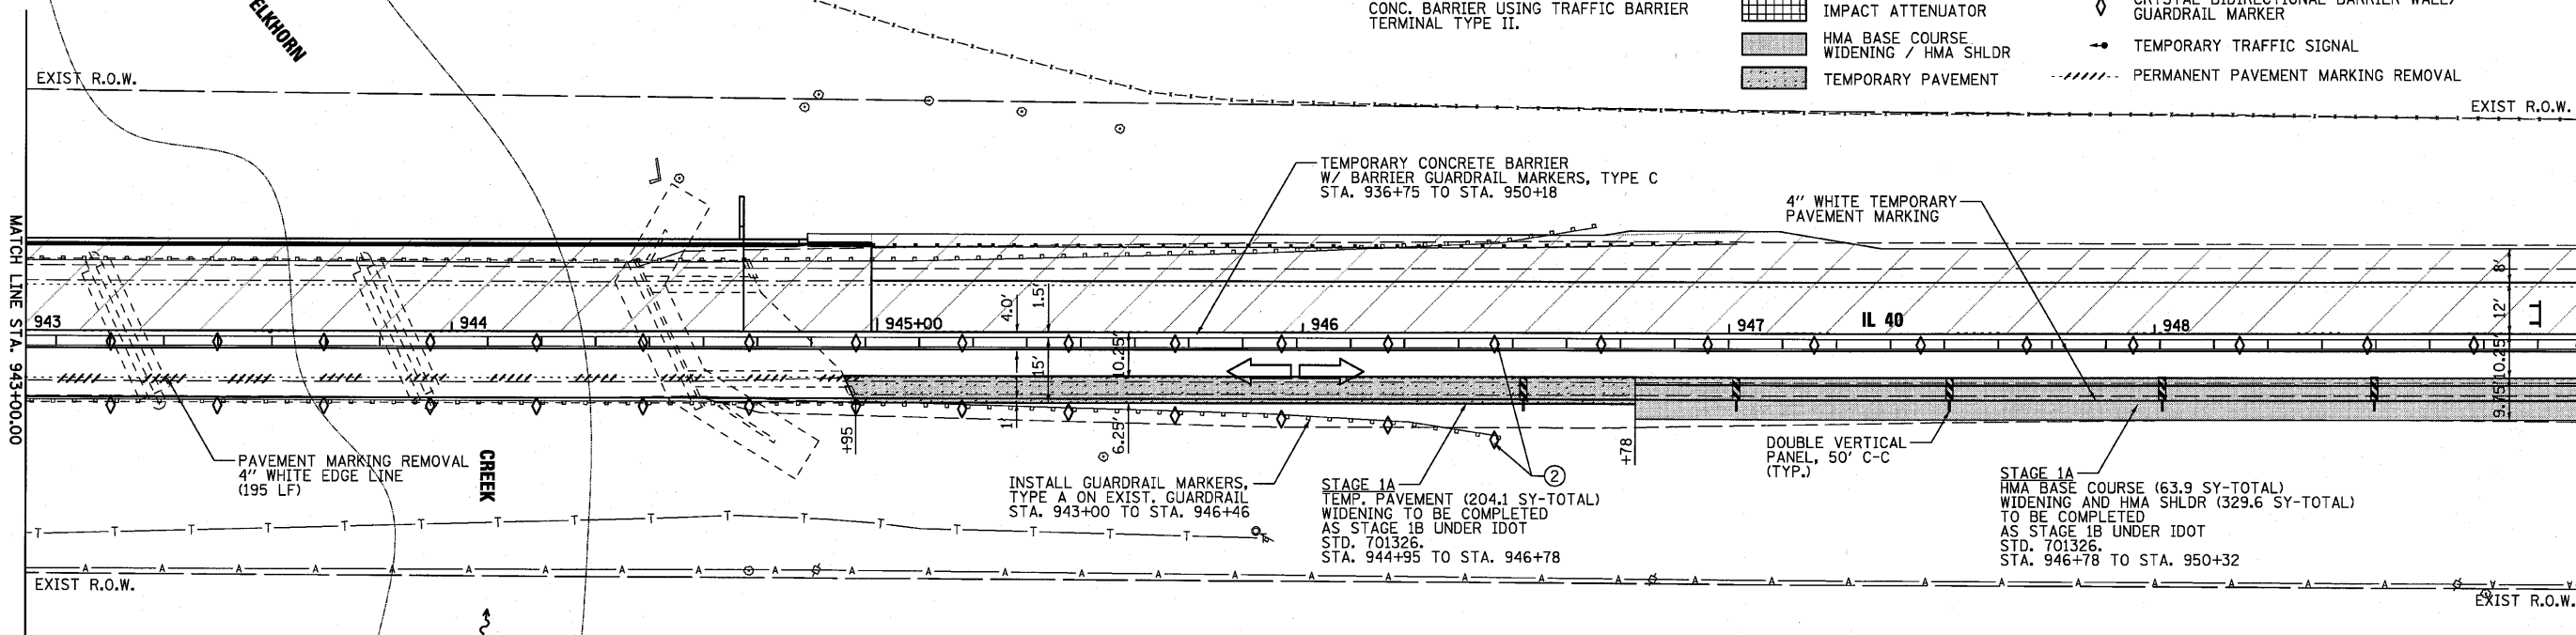 ELKHORN
CONC. BARRIER USING TRAFFIC BARRIER
TERMINAL TYPE II.
IMPACT ATTENUATOR
HMA BASE COURSE
WIDENING / HMA SHLDR
TEMPORARY PAVEMENT
CRYSTAL BIDIRECTIONAL BARRIER WALL/
GUARDRAIL MARKER
TEMPORARY TRAFFIC SIGNAL
PERMANENT PAVEMENT MARKING REMOVAL
EXIST R.O.W.
EXIST R.O.W.
TEMPORARY CONCRETE BARRIER
W/ BARRIER GUARDRAIL MARKERS, TYPE C
STA. 936+75 TO STA. 950+18
4" WHITE TEMPORARY
PAVEMENT MARKING
MATCH LINE STA. 943+00.00
943
944
945+00
946
947
IL 40
948
4.0'
1.5'
15'
10.25'
1'
6.25'
8'
12'
10.25'
9.75'
+95
+78
PAVEMENT MARKING REMOVAL
4" WHITE EDGE LINE
(195 LF)
CREEK
INSTALL GUARDRAIL MARKERS,
TYPE A ON EXIST. GUARDRAIL
STA. 943+00 TO STA. 946+46
STAGE 1A
TEMP. PAVEMENT (204.1 SY-TOTAL)
WIDENING TO BE COMPLETED
AS STAGE 1B UNDER IDOT
STD. 701326.
STA. 944+95 TO STA. 946+78
2
DOUBLE VERTICAL
PANEL, 50' C-C
(TYP.)
STAGE 1A
HMA BASE COURSE (63.9 SY-TOTAL)
WIDENING AND HMA SHLDR (329.6 SY-TOTAL)
TO BE COMPLETED
AS STAGE 1B UNDER IDOT
STD. 701326.
STA. 946+78 TO STA. 950+32
T T T T T T T T T T T T T T T T
A A A A A A A A A A A A A A A A
EXIST R.O.W.
EXIST R.O.W.